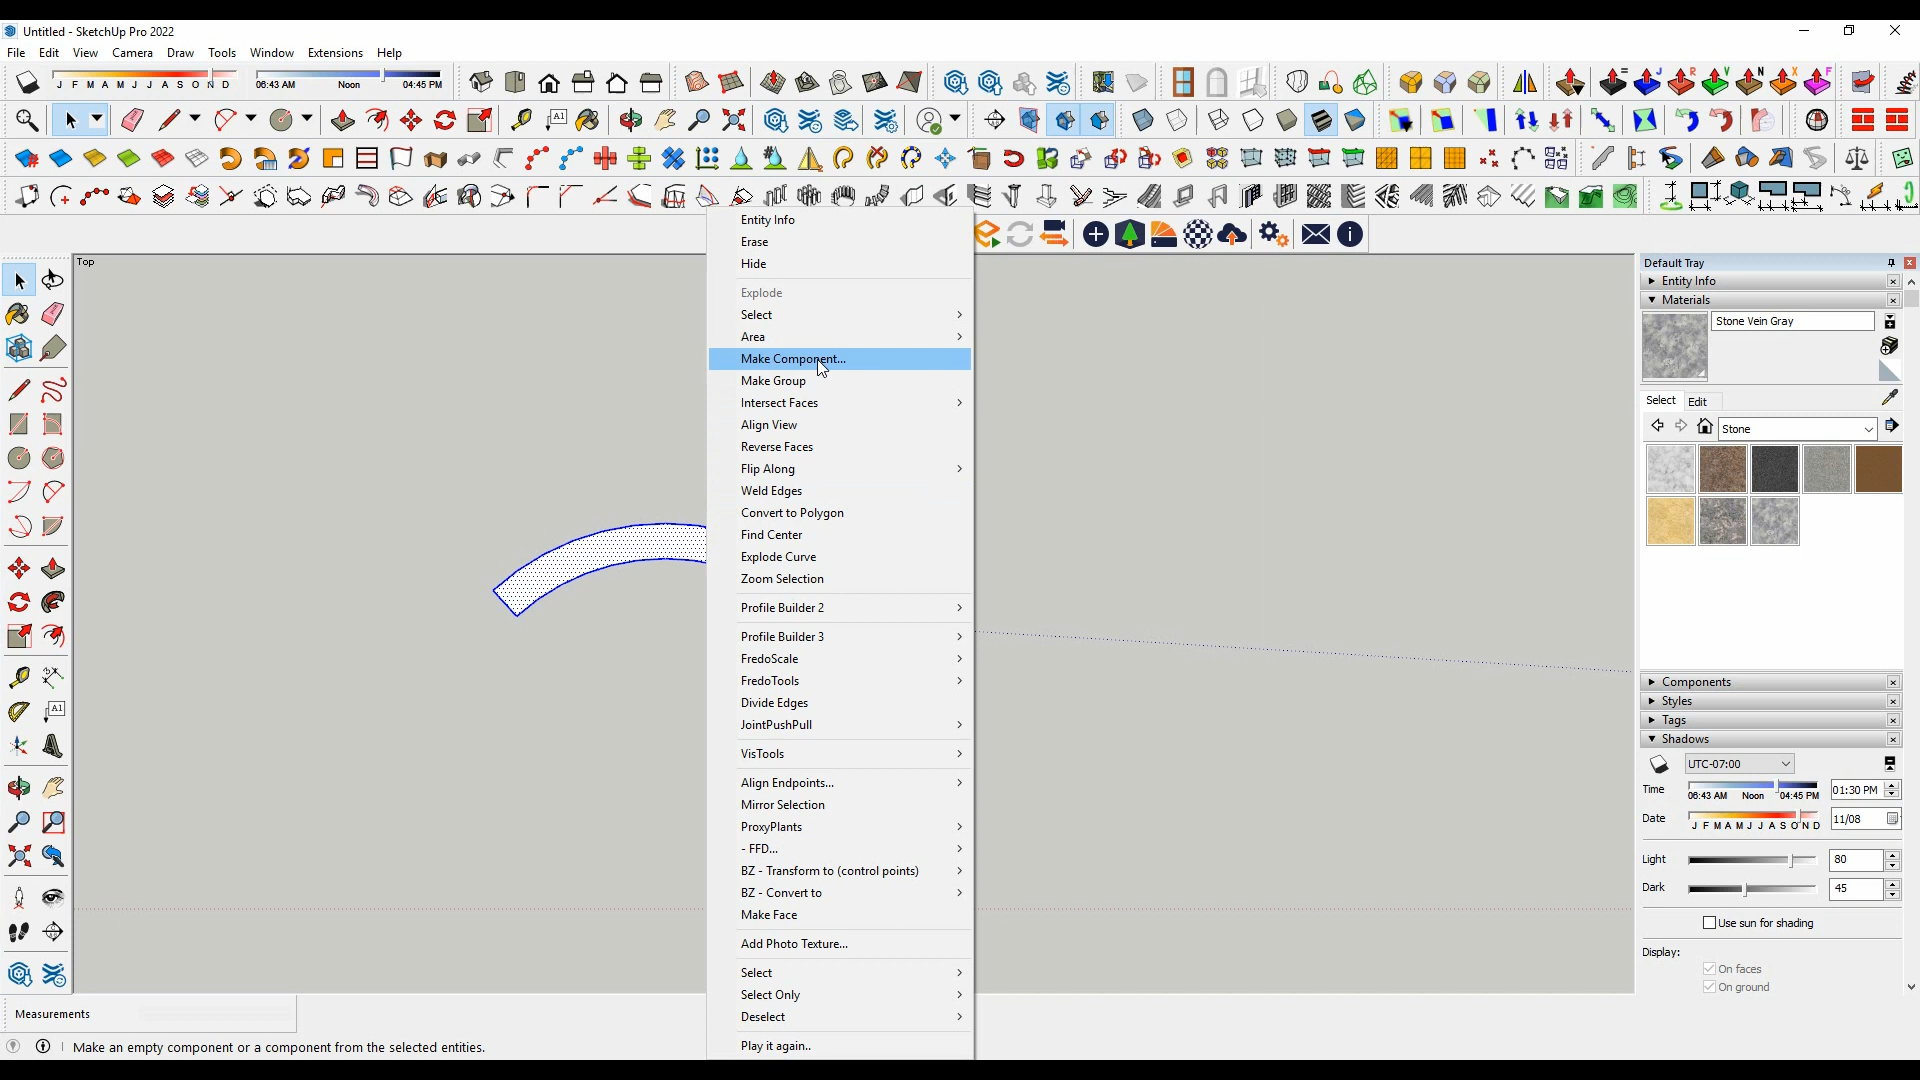 Untitled - SketchUp Pro 2022
File Edit View Camera Draw Tools Window Extensions Help
J F M A M J J A S O N D 06:43 AM Noon 04:45 PM
Top
Entity Info
Erase
Hide
Explode
Select
Area
Make Component...
Make Group
Intersect Faces
Align View
Reverse Faces
Flip Along
Weld Edges
Convert to Polygon
Find Center
Explode Curve
Zoom Selection
Profile Builder 2
Profile Builder 3
FredoScale
FredoTools
Divide Edges
JointPushPull
VisTools
Align Endpoints...
Mirror Selection
ProxyPlants
- FFD...
BZ - Transform to (control points)
BZ - Convert to
Make Face
Add Photo Texture...
Select
Select Only
Deselect
Play it again..
Default Tray
Entity Info
Materials
Stone Vein Gray
Select Edit
Stone
Components
Styles
Tags
Shadows
UTC-07:00
Time 06:43 AM Noon 04:45 PM 01:30 PM
Date J F M A M J J A S O N D 11/08
Light 80
Dark 45
Use sun for shading
Display:
On faces
On ground
Measurements
Make an empty component or a component from the selected entities.